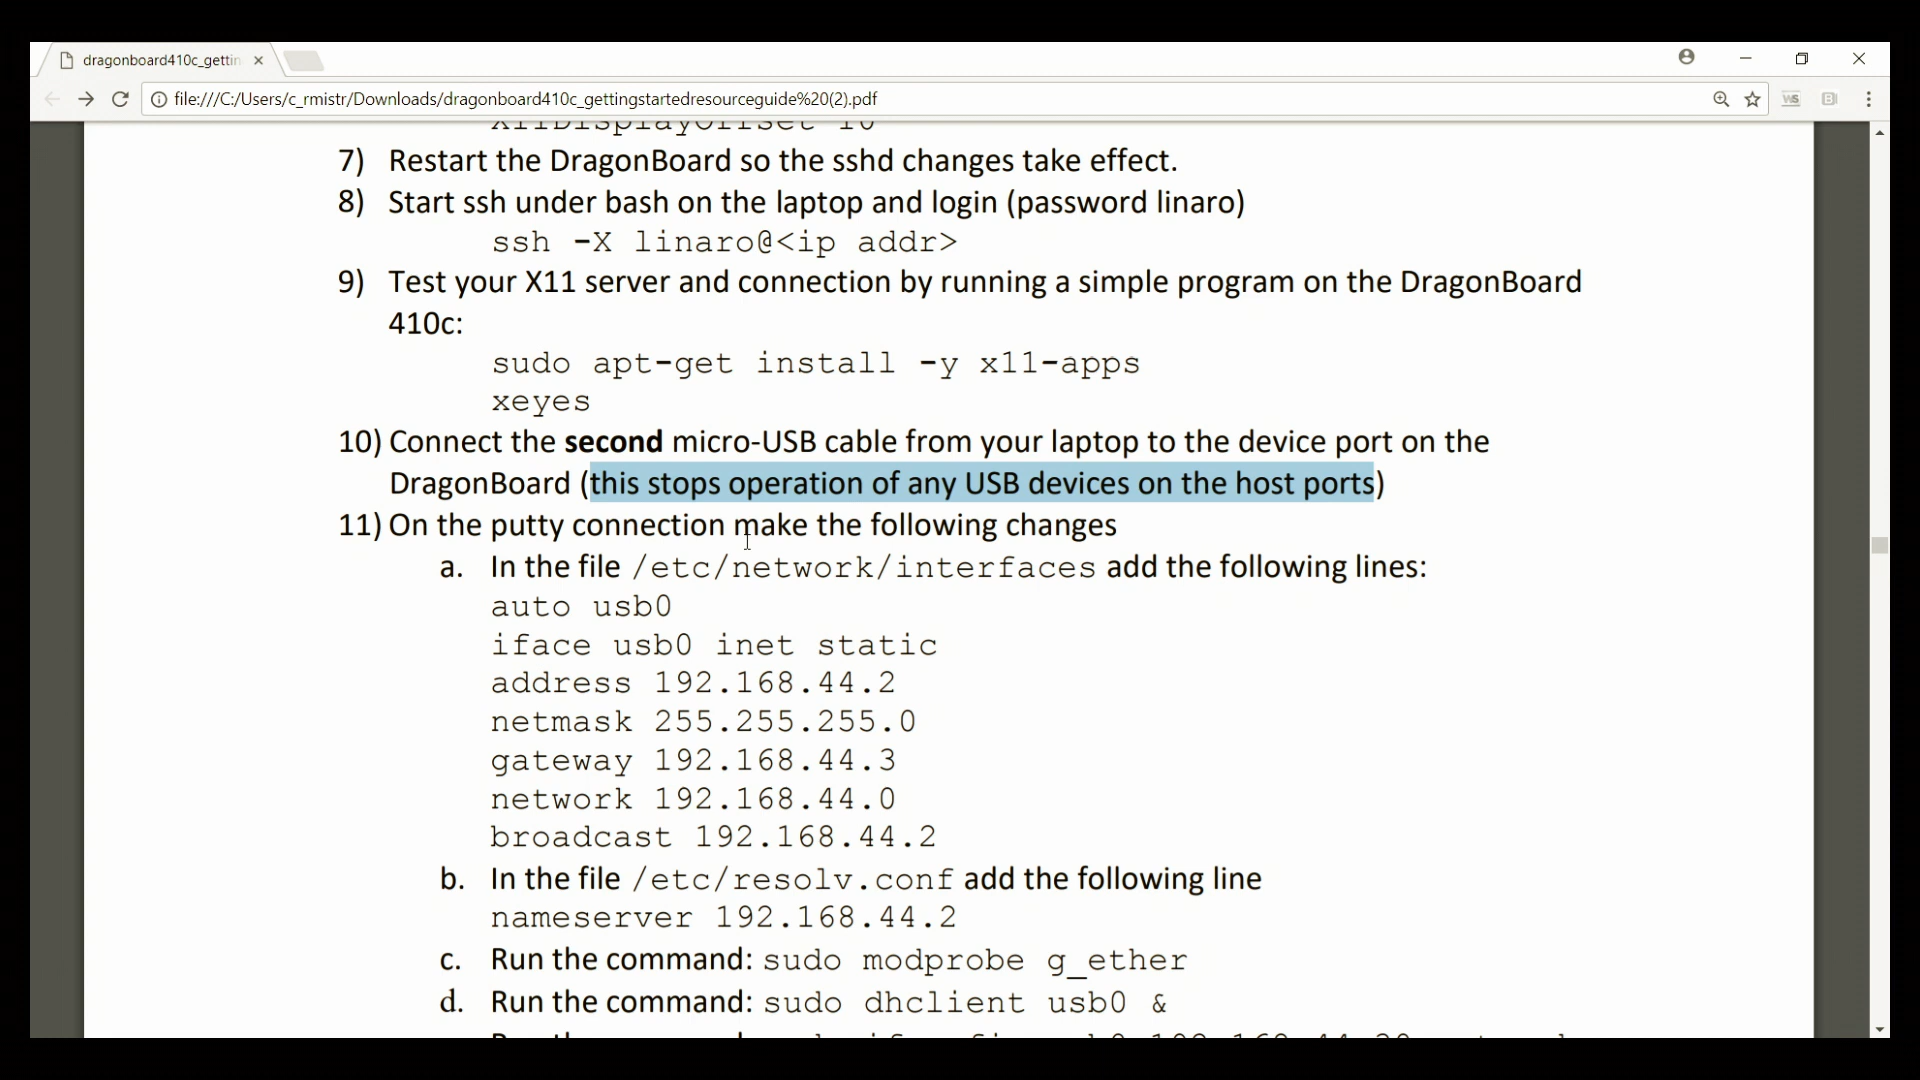 dragonboard410c_gettin
file:///C:/Users/c_rmistr/Downloads/dragonboard410c_gettingstartedresourceguide%20(2).pdf
X11DisplayOffset 10
7) Restart the DragonBoard so the sshd changes take effect.
8) Start ssh under bash on the laptop and login (password linaro)
ssh -X linaro@<ip addr>
9) Test your X11 server and connection by running a simple program on the DragonBoard
410c:
sudo apt-get install -y x11-apps
xeyes
10) Connect the second micro-USB cable from your laptop to the device port on the
DragonBoard (this stops operation of any USB devices on the host ports)
11) On the putty connection make the following changes
a. In the file /etc/network/interfaces add the following lines:
auto usb0
iface usb0 inet static
address 192.168.44.2
netmask 255.255.255.0
gateway 192.168.44.3
network 192.168.44.0
broadcast 192.168.44.2
b. In the file /etc/resolv.conf add the following line
nameserver 192.168.44.2
c. Run the command: sudo modprobe g_ether
d. Run the command: sudo dhclient usb0 &